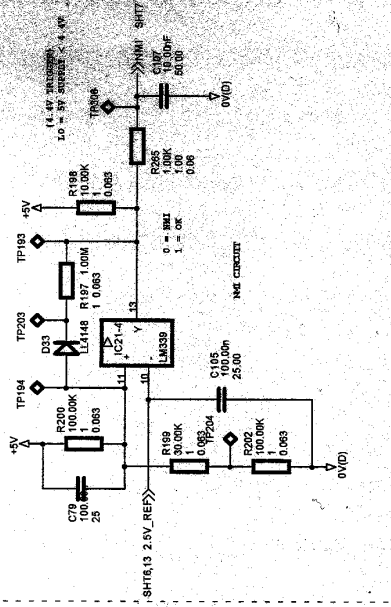 (4.4V TRIGGER)
LO = 5V SUPPLY < 4.4V
NMI SHT7
TP306
C107
10.00nF
50.00
0V(D)
R265
1.00K
1.00
0.06
+5V
R198
10.00K
1
0.063
0 = NMI
1 = OK
TP193
R197 1.00M
1 0.063
TP203
D33
LL4148
TP194
13
Y
IC21-4
LM339
+
-
11
10
NMI CIRCUIT
C105
100.00n
25.00
+5V
R200
100.00K
1
0.063
C79
25
R199
30.00K
1
0.063
TP204
R202
100.00K
1
0.063
0V(D)
SHT6,13 2.5V_REF